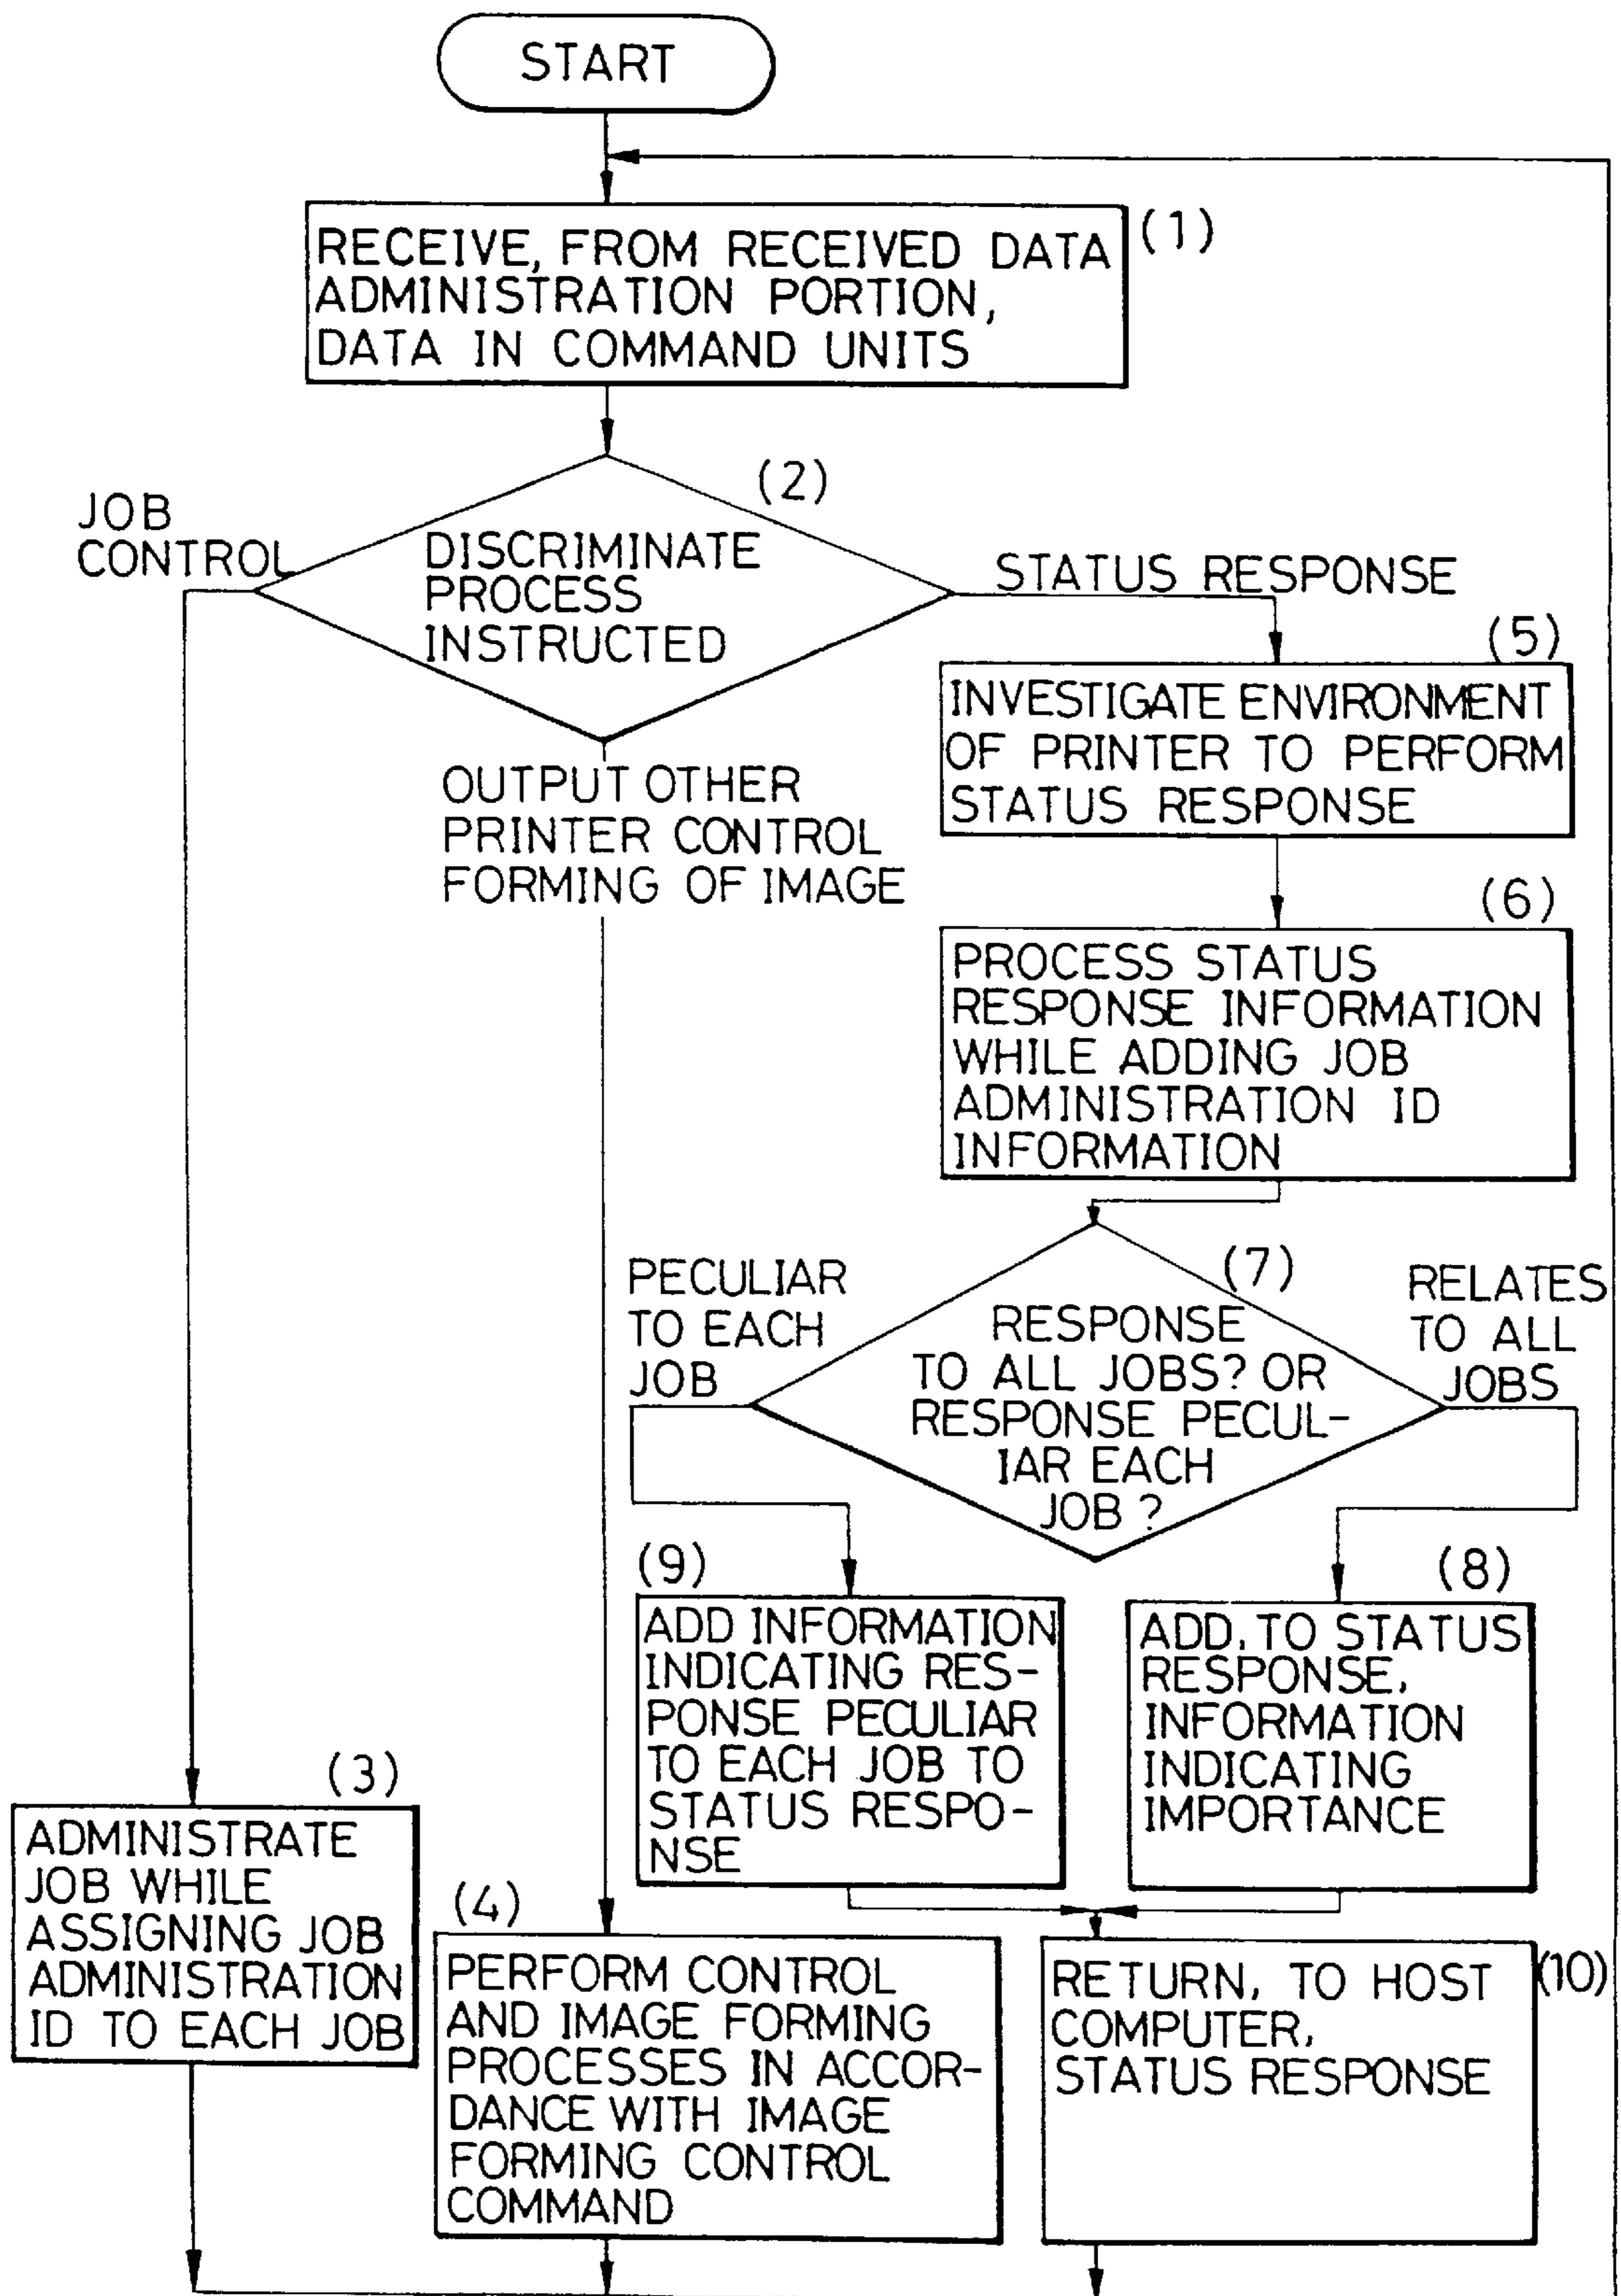 START
(1)
RECEIVE, FROM RECEIVED DATA
ADMINISTRATION PORTION,
DATA IN COMMAND UNITS
(2)
JOB
CONTROL
DISCRIMINATE
PROCESS
INSTRUCTED
STATUS RESPONSE
(5)
INVESTIGATE ENVIRONMENT
OF PRINTER TO PERFORM
STATUS RESPONSE
OUTPUT OTHER
PRINTER CONTROL
FORMING OF IMAGE
(6)
PROCESS STATUS
RESPONSE INFORMATION
WHILE ADDING JOB
ADMINISTRATION ID
INFORMATION
(7)
PECULIAR
TO EACH
JOB
RESPONSE
TO ALL JOBS? OR
RESPONSE PECUL-
IAR EACH
JOB ?
RELATES
TO ALL
JOBS
(9)
ADD INFORMATION
INDICATING RES-
PONSE PECULIAR
TO EACH JOB TO
STATUS RESPO-
NSE
(8)
ADD, TO STATUS
RESPONSE,
INFORMATION
INDICATING
IMPORTANCE
(3)
ADMINISTRATE
JOB WHILE
ASSIGNING JOB
ADMINISTRATION
ID TO EACH JOB
(4)
PERFORM CONTROL
AND IMAGE FORMING
PROCESSES IN ACCOR-
DANCE WITH IMAGE
FORMING CONTROL
COMMAND
(10)
RETURN, TO HOST
COMPUTER,
STATUS RESPONSE